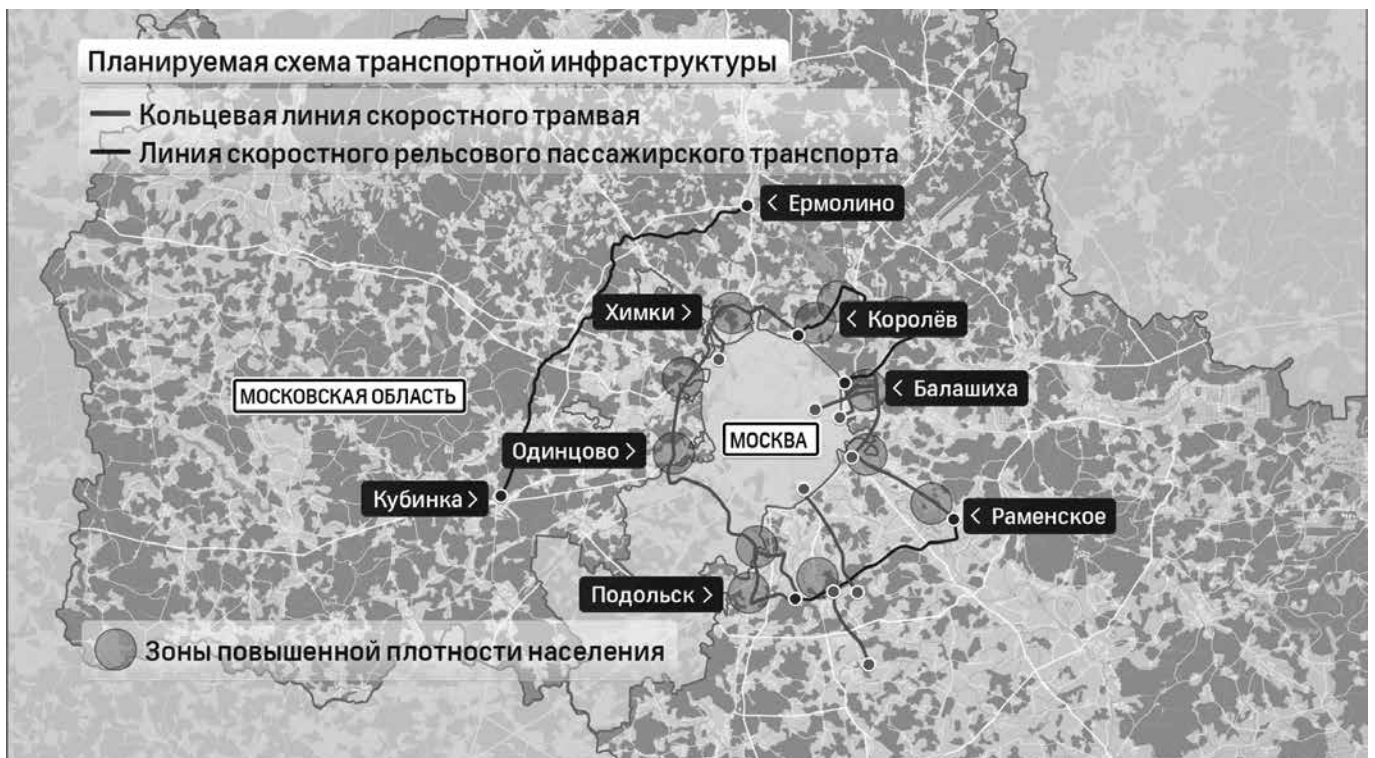 Планируемая схема транспортной инфраструктуры
Кольцевая линия скоростного трамвая
Линия скоростного рельсового пассажирского транспорта
< Ермолино
Химки >
< Королёв
МОСКОВСКАЯ ОБЛАСТЬ
< Балашиха
МОСКВА
Одинцово >
Кубинка >
< Раменское
Подольск >
Зоны повышенной плотности населения